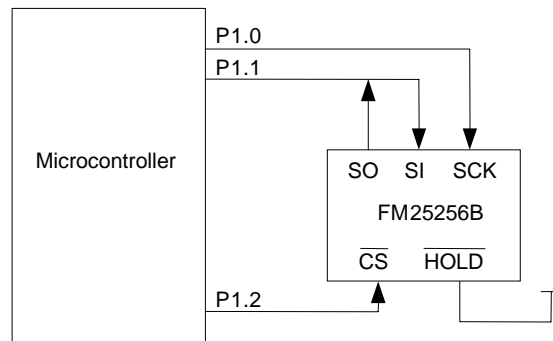 P1.0
P1.1
Microcontroller
SO SI SCK
FM25256B
CS HOLD
P1.2